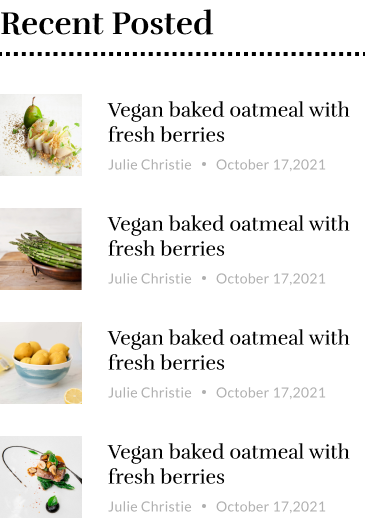 Recent Posted
Vegan baked oatmeal with
fresh berries
Julie Christie • October 17,2021
Vegan baked oatmeal with
fresh berries
Julie Christie • October 17,2021
Vegan baked oatmeal with
fresh berries
Julie Christie • October 17,2021
Vegan baked oatmeal with
fresh berries
Julie Christie • October 17,2021